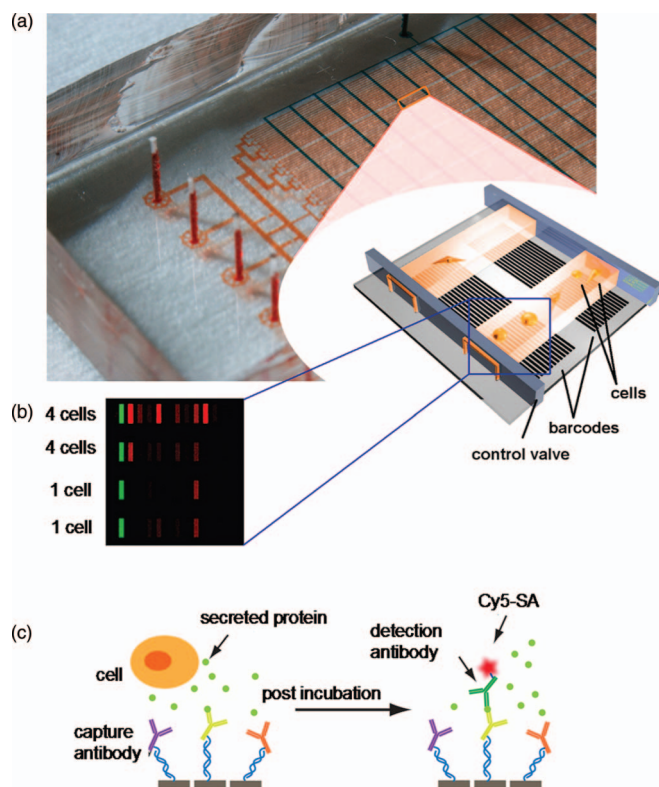 (a)
cells
barcodes
control valve
(b)
4 cells
4 cells
1 cell
1 cell
(c)
secreted protein
cell
capture
antibody
post incubation
Cy5-SA
detection
antibody